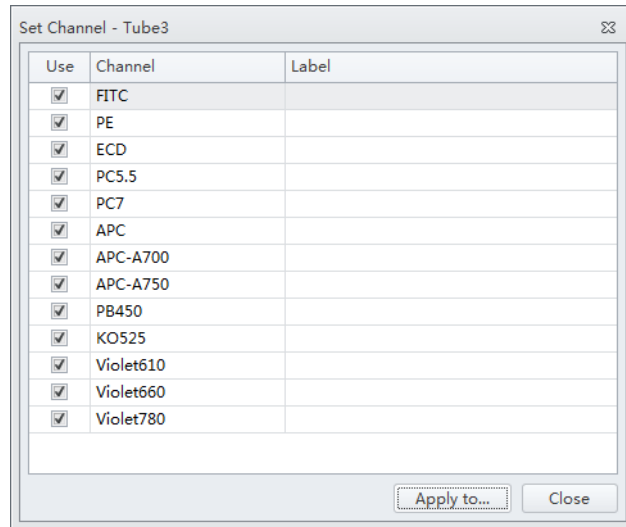 Set Channel - Tube3
Use Channel Label
FITC
PE
ECD
PC5.5
PC7
APC
APC-A700
APC-A750
PB450
KO525
Violet610
Violet660
Violet780
Apply to... Close